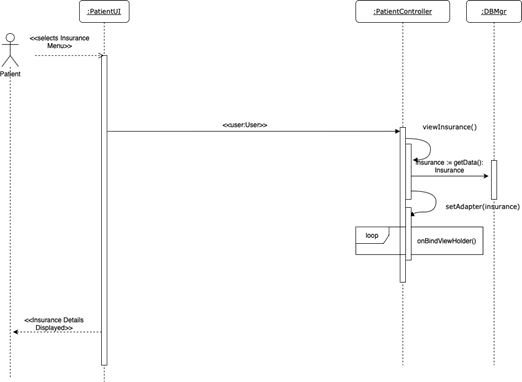 :PatientUI
:PatientController
:DBMgr
<<selects Insurance
Menu>>
Patient
<<user:User>>
viewInsurance()
insurance := getData():
Insurance
setAdapter(insurance)
loop
onBindViewHolder()
<<Insurance Details
Displayed>>